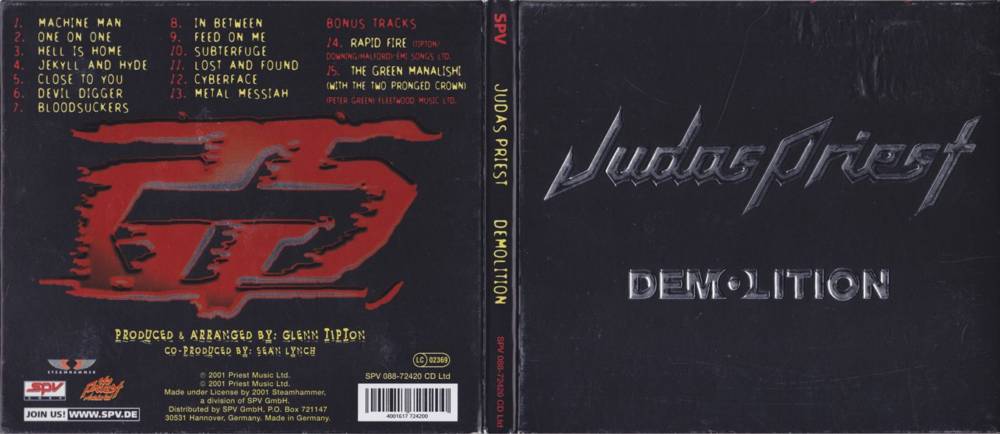 1. MACHINE MAN
2. ONE ON ONE
3. HELL IS HOME
4. JEKYLL AND HYDE
5. CLOSE TO YOU
6. DEVIL DIGGER
7. BLOODSUCKERS
8. IN BETWEEN
9. FEED ON ME
10. SUBTERFUGE
11. LOST AND FOUND
12. CYBERFACE
13. METAL MESSIAH
BONUS TRACKS
14. RAPID FIRE (TIPTON/
DOWNING/HALFORD) EMI SONGS LTD.
15. THE GREEN MANALISHI
(WITH THE TWO PRONGED CROWN)
(PETER GREEN) FLEETWOOD MUSIC LTD.
PRODUCED & ARRANGED BY: GLENN TIPTON
CO-PRODUCED BY: SEAN LYNCH
STEAMHAMMER
SPV
JOIN US! WWW.SPV.DE
℗ 2001 Priest Music Ltd.
© 2001 Priest Music Ltd.
Made under License by 2001 Steamhammer,
a division of SPV GmbH.
Distributed by SPV GmbH. P.O. Box 721147
30531 Hannover, Germany. Made in Germany.
LC 02369
SPV 088-72420 CD Ltd
4001617 724200
SPV
JUDAS PRIEST
DEMOLITION
SPV 088-72420 CD Ltd
Judas Priest
DEMOLITION